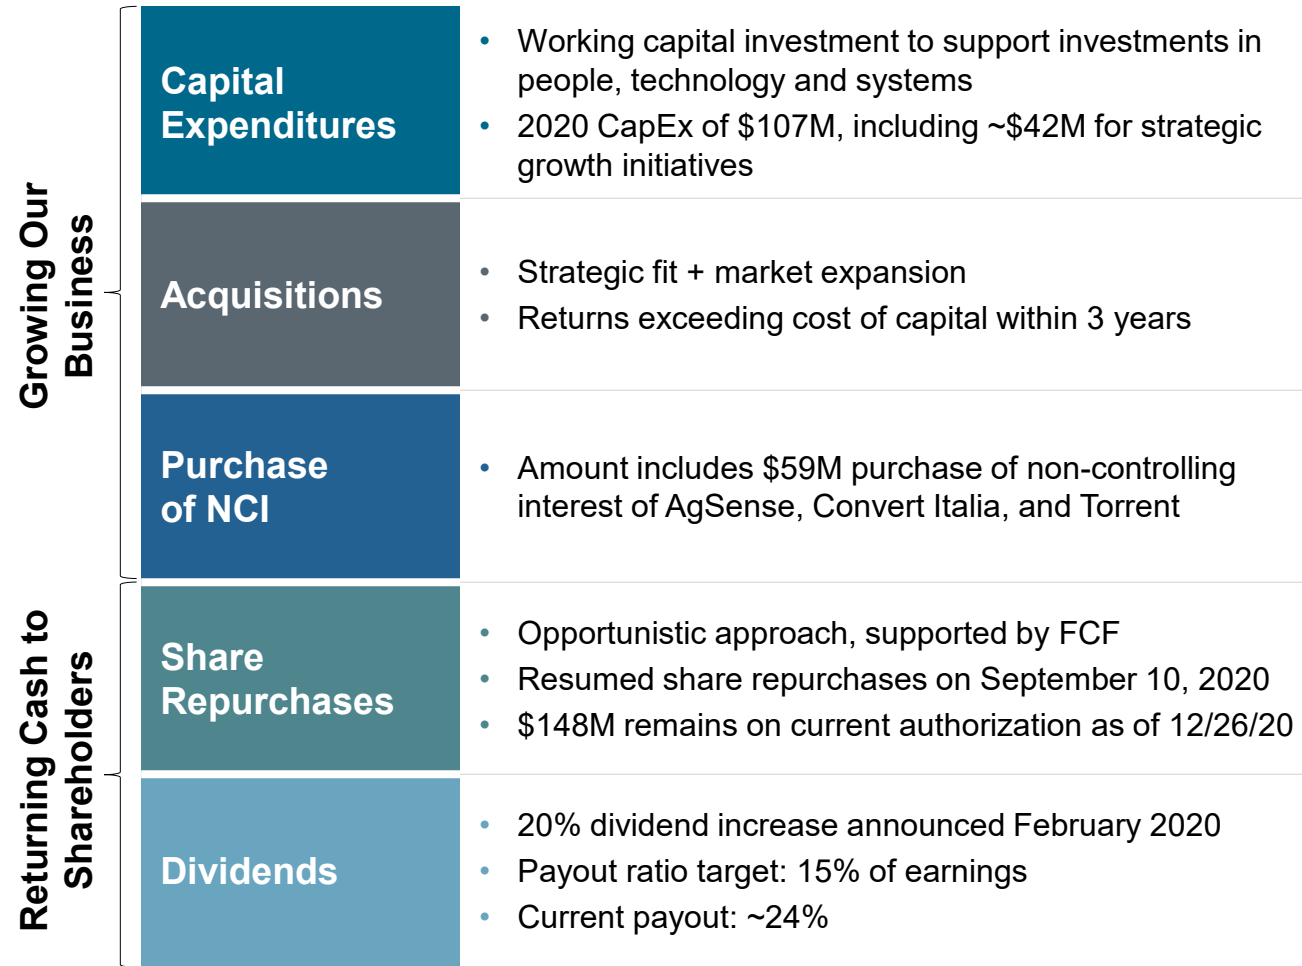 Growing Our
Business
Capital
Expenditures
• Working capital investment to support investments in
people, technology and systems
• 2020 CapEx of $107M, including ~$42M for strategic
growth initiatives
Acquisitions
• Strategic fit + market expansion
• Returns exceeding cost of capital within 3 years
Purchase
of NCI
• Amount includes $59M purchase of non-controlling
interest of AgSense, Convert Italia, and Torrent
Returning Cash to
Shareholders
Share
Repurchases
• Opportunistic approach, supported by FCF
• Resumed share repurchases on September 10, 2020
• $148M remains on current authorization as of 12/26/20
Dividends
• 20% dividend increase announced February 2020
• Payout ratio target: 15% of earnings
• Current payout: ~24%